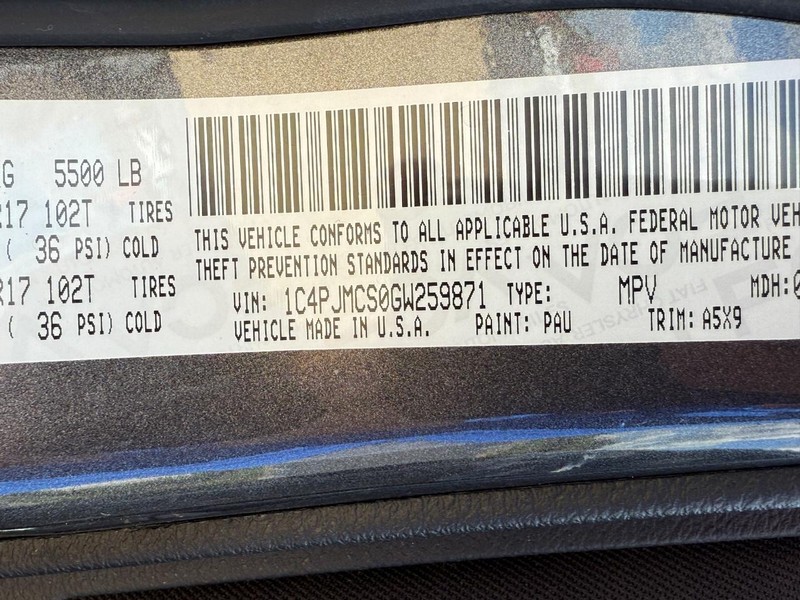 KG 5500 LB
R17 102T TIRES
( 36 PSI) COLD
R17 102T TIRES
( 36 PSI) COLD
THIS VEHICLE CONFORMS TO ALL APPLICABLE U.S.A. FEDERAL MOTOR VEH
THEFT PREVENTION STANDARDS IN EFFECT ON THE DATE OF MANUFACTURE
VIN: 1C4PJMCS0GW259871 TYPE: MPV MDH:0
VEHICLE MADE IN U.S.A. PAINT: PAU TRIM: A5X9